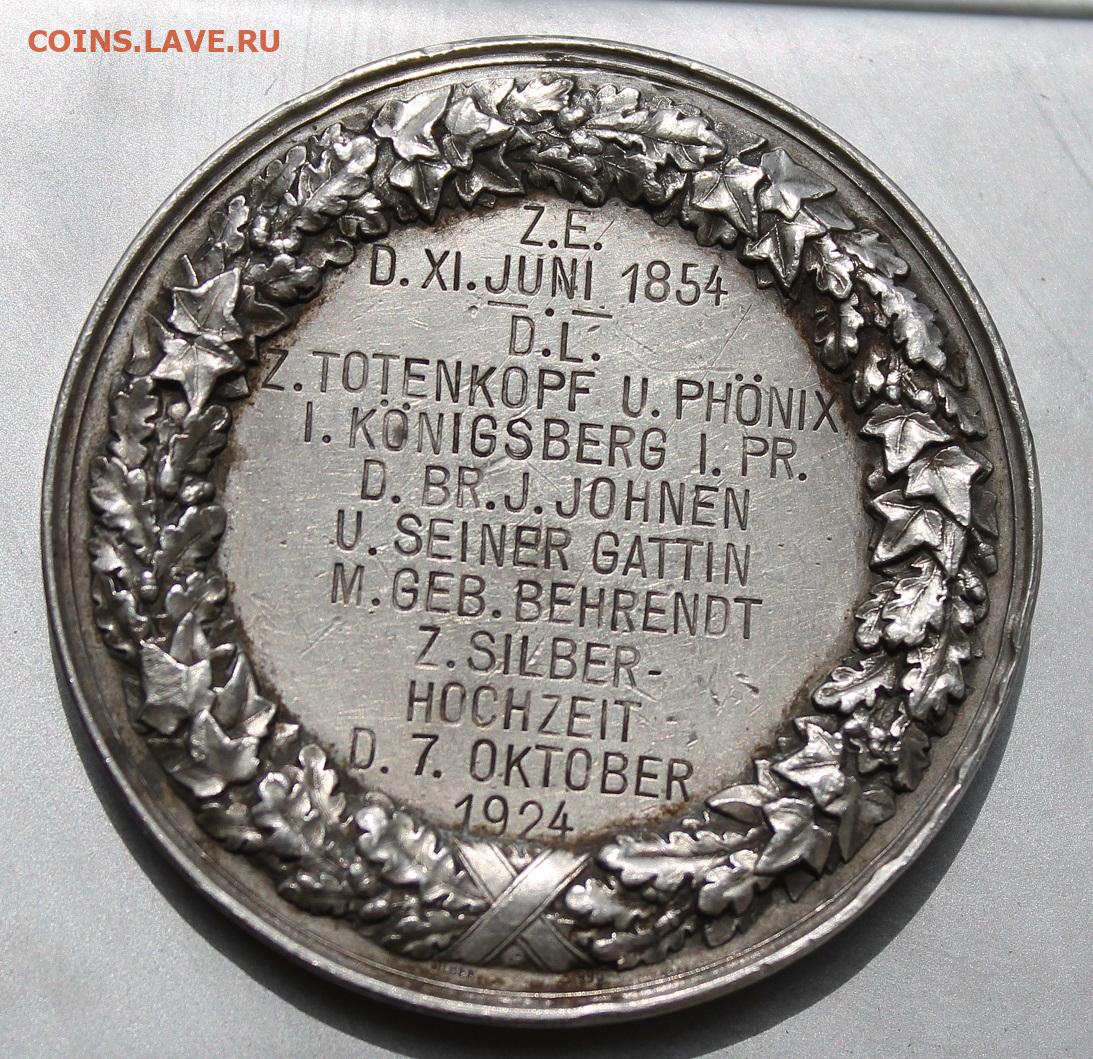 COINS.LAVE.RU
Z.E.
D. XI. JUNI 1854
D.L.
Z. TOTENKOPF U. PHÖNIX
I. KÖNIGSBERG I. PR.
D. BR. J. JOHNEN
U. SEINER GATTIN
M. GEB. BEHRENDT
Z. SILBER-
HOCHZEIT
D. 7. OKTOBER
1924